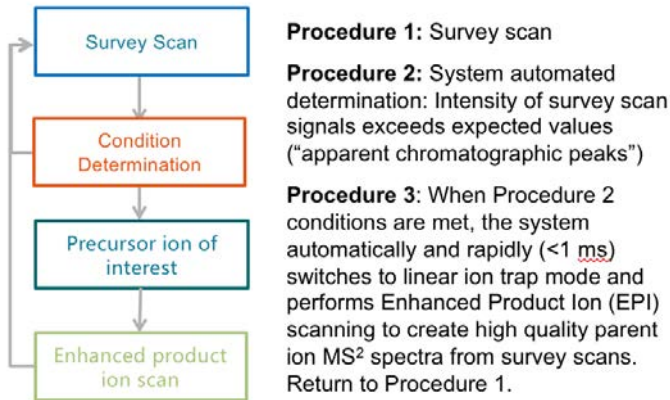 Survey Scan
Condition
Determination
Precursor ion of
interest
Enhanced product
ion scan
Procedure 1: Survey scan
Procedure 2: System automated
determination: Intensity of survey scan
signals exceeds expected values
(“apparent chromatographic peaks”)
Procedure 3: When Procedure 2
conditions are met, the system
automatically and rapidly (<1 ms)
switches to linear ion trap mode and
performs Enhanced Product Ion (EPI)
scanning to create high quality parent
ion MS² spectra from survey scans.
Return to Procedure 1.